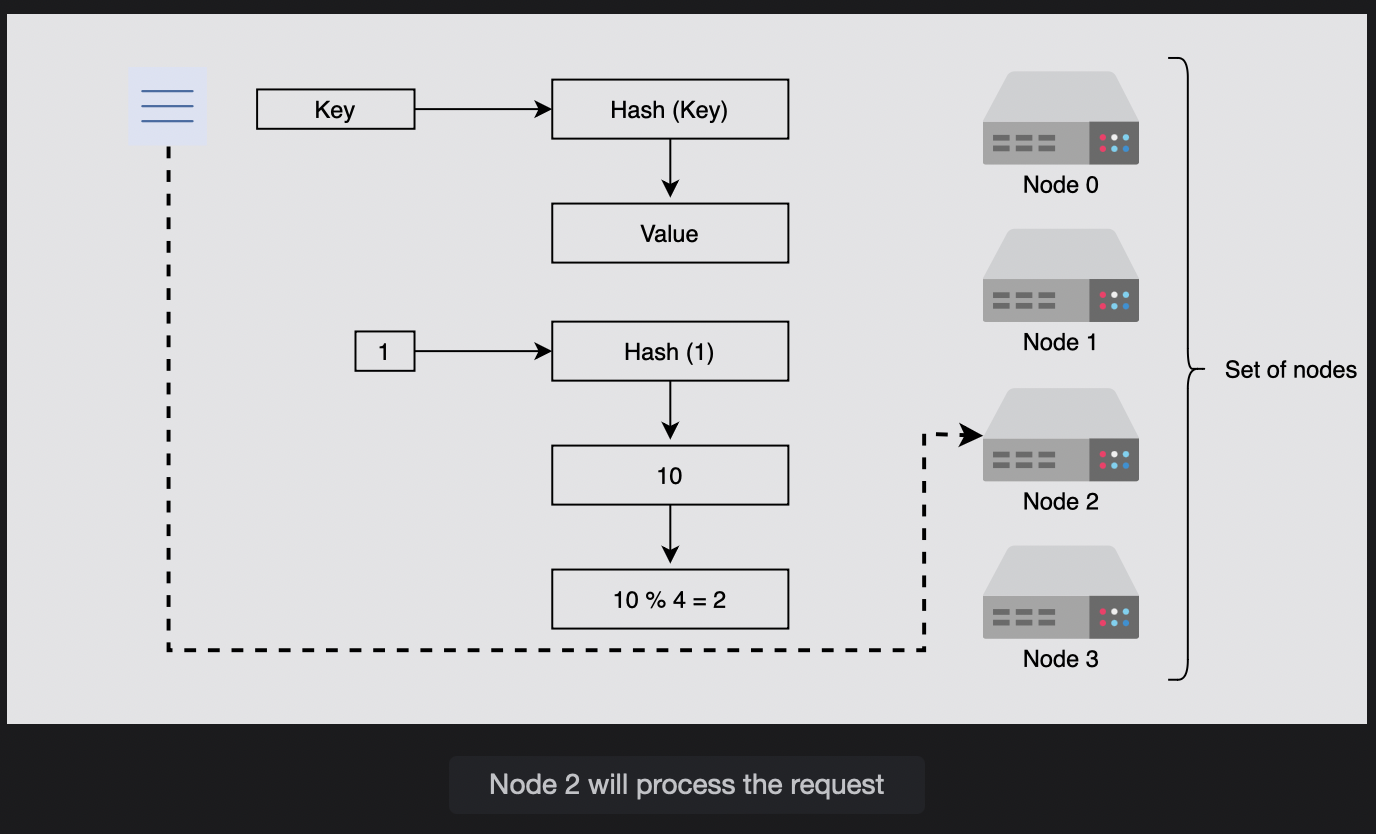 Key
Hash (Key)
Value
1
Hash (1)
10
10 % 4 = 2
Node 0
Node 1
Node 2
Node 3
Set of nodes
Node 2 will process the request